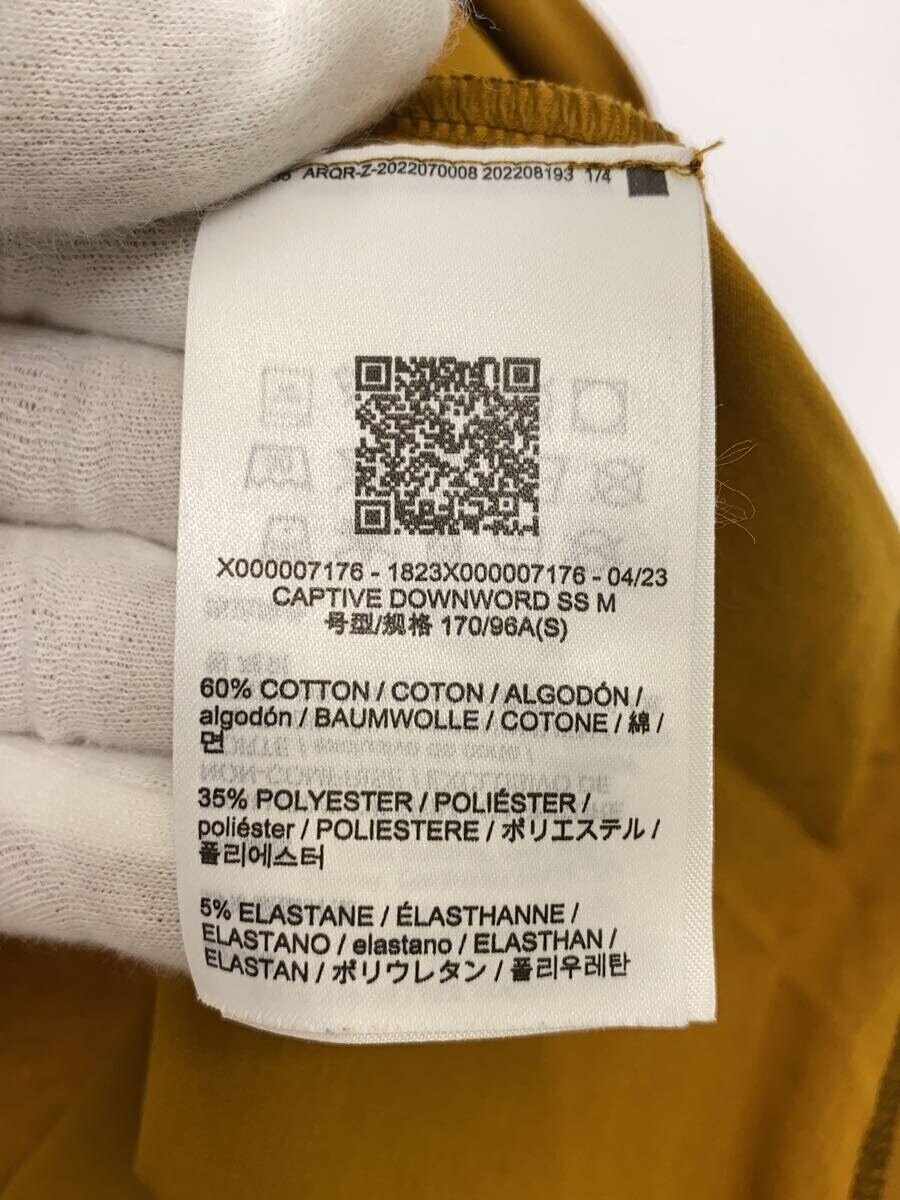 ARQR-Z-2022070008 202208193 1/4
X000007176 - 1823X000007176 - 04/23
CAPTIVE DOWNWORD SS M
号型/规格 170/96A(S)
60% COTTON / COTON / ALGODÓN /
algodón / BAUMWOLLE / COTONE / 綿 /
면
35% POLYESTER / POLIÉSTER /
poliéster / POLIESTERE / ポリエステル /
폴리에스터
5% ELASTANE / ÉLASTHANNE /
ELASTANO / elastano / ELASTHAN /
ELASTAN / ポリウレタン / 폴리우레탄